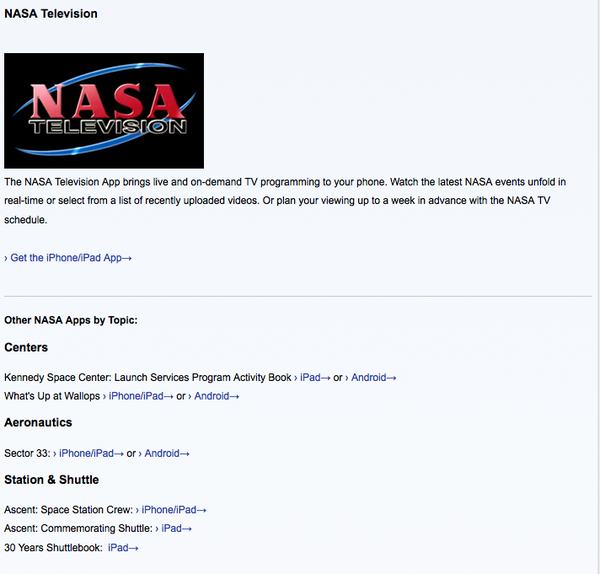 NASA Television
NASA
TELEVISION
The NASA Television App brings live and on-demand TV programming to your phone. Watch the latest NASA events unfold in
real-time or select from a list of recently uploaded videos. Or plan your viewing up to a week in advance with the NASA TV
schedule.
› Get the iPhone/iPad App→
Other NASA Apps by Topic:
Centers
Kennedy Space Center: Launch Services Program Activity Book › iPad→ or › Android→
What's Up at Wallops › iPhone/iPad→ or › Android→
Aeronautics
Sector 33: › iPhone/iPad→ or › Android→
Station & Shuttle
Ascent: Space Station Crew: › iPhone/iPad→
Ascent: Commemorating Shuttle: › iPad→
30 Years Shuttlebook: iPad→